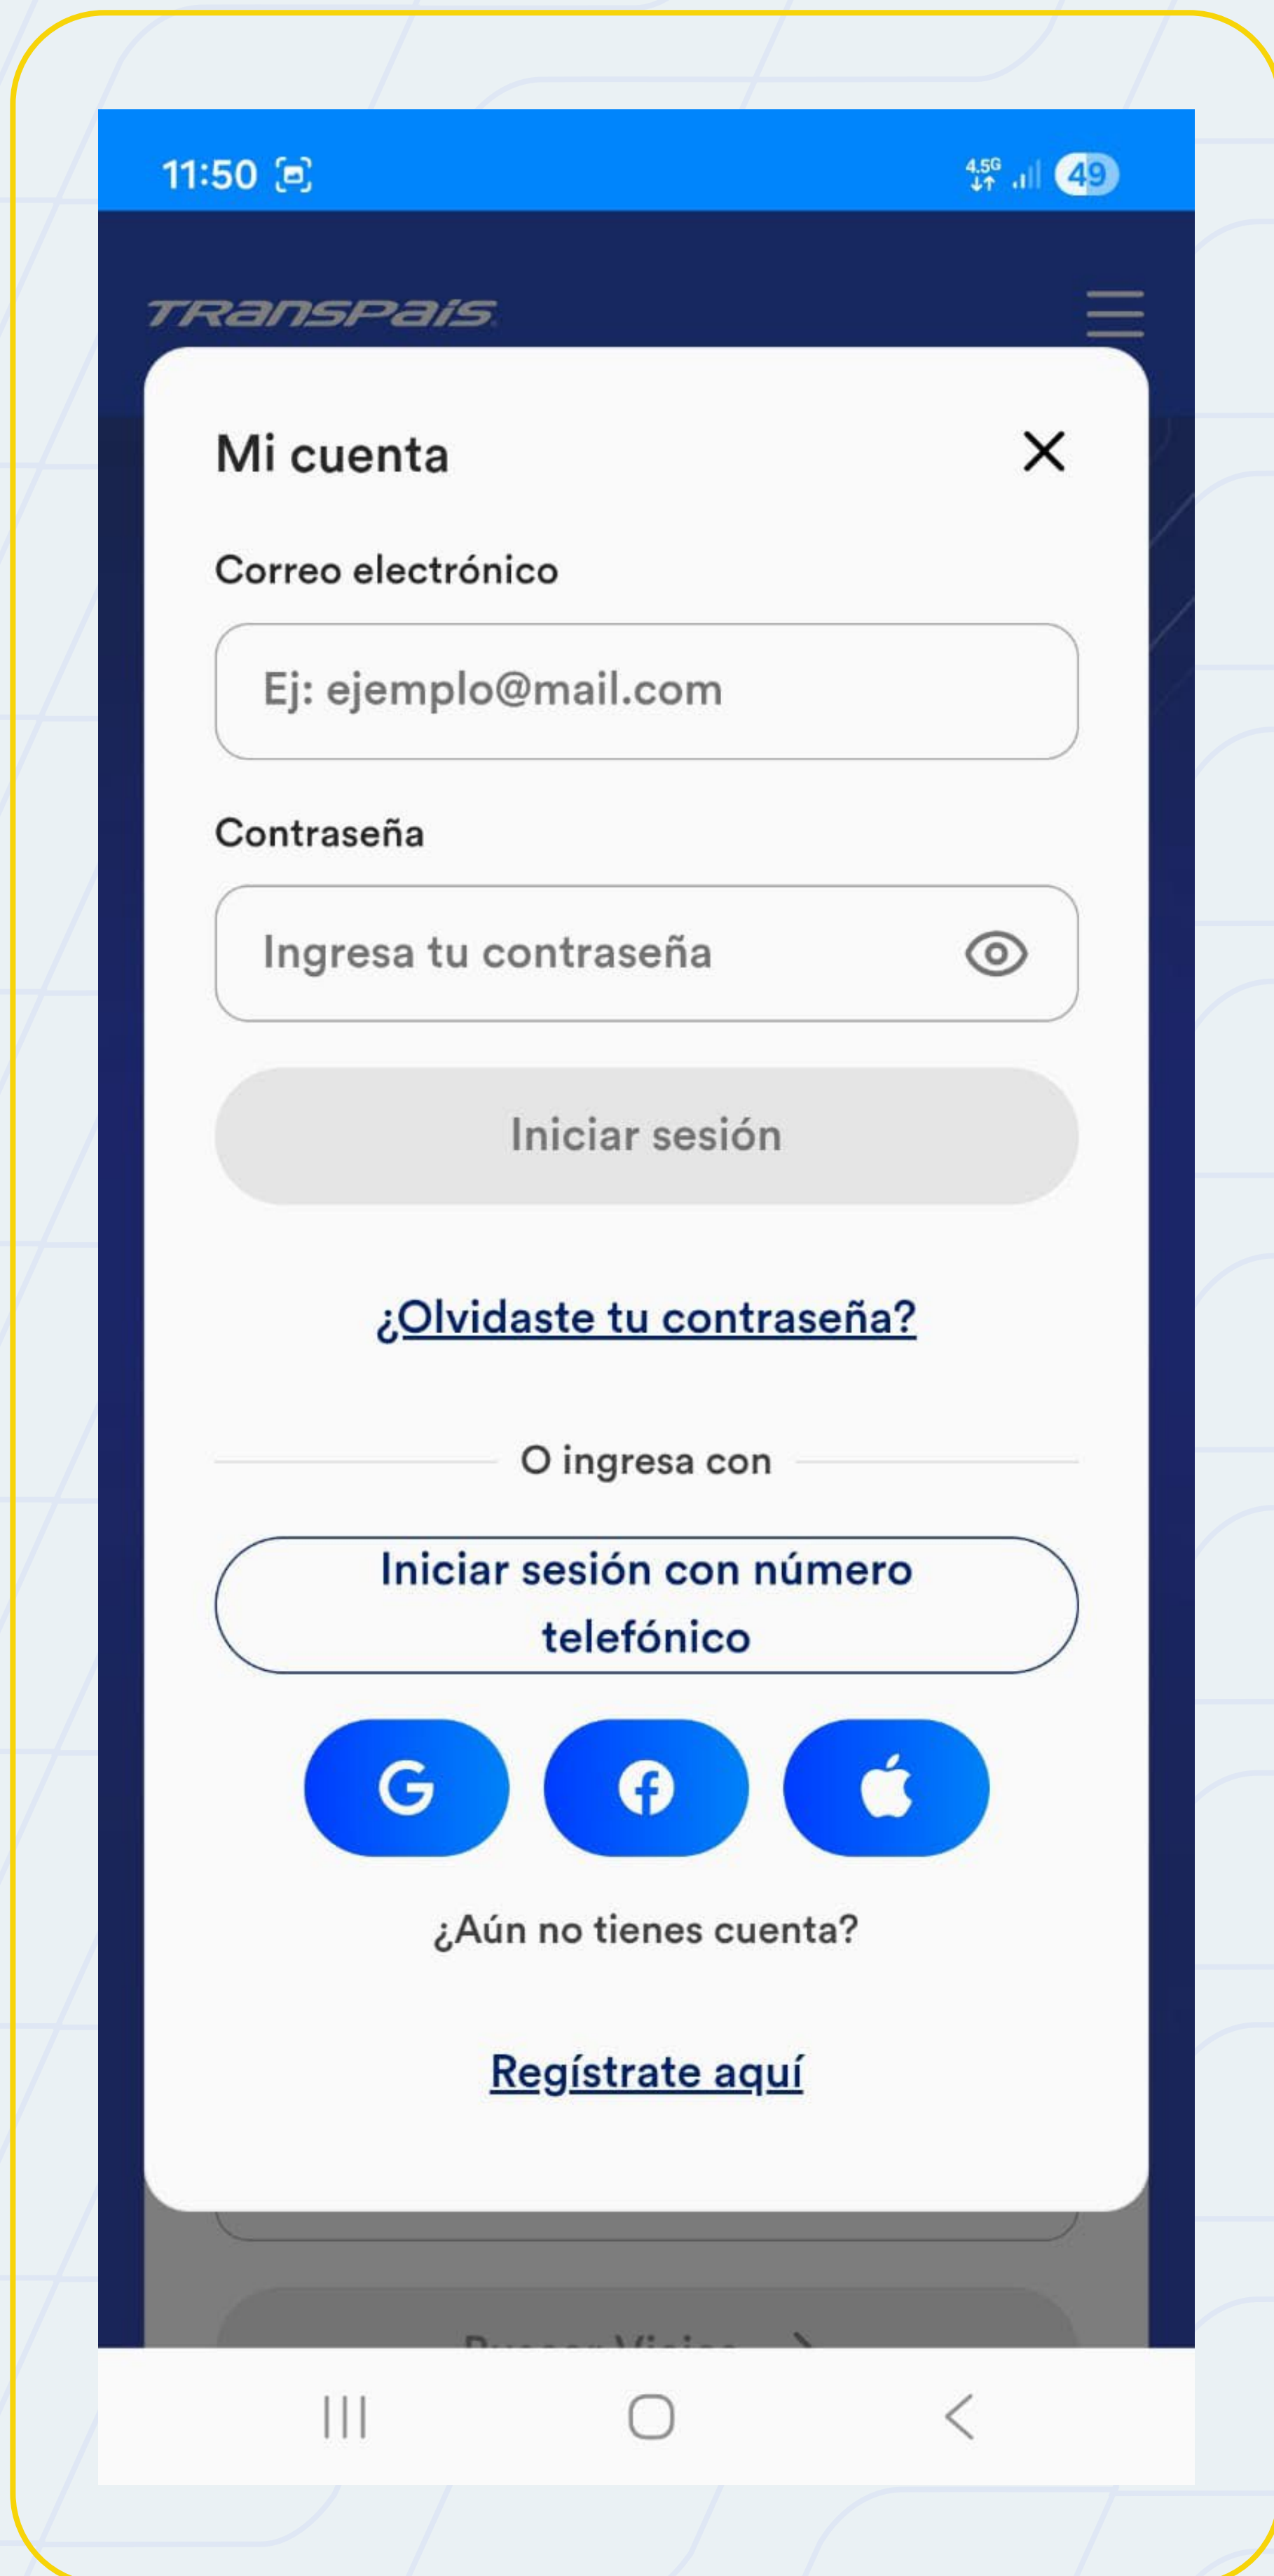 11:50
4.5G
49
TRANSPaís
Mi cuenta
Correo electrónico
Ej: ejemplo@mail.com
Contraseña
Ingresa tu contraseña
Iniciar sesión
¿Olvidaste tu contraseña?
O ingresa con
Iniciar sesión con número
telefónico
¿Aún no tienes cuenta?
Regístrate aquí